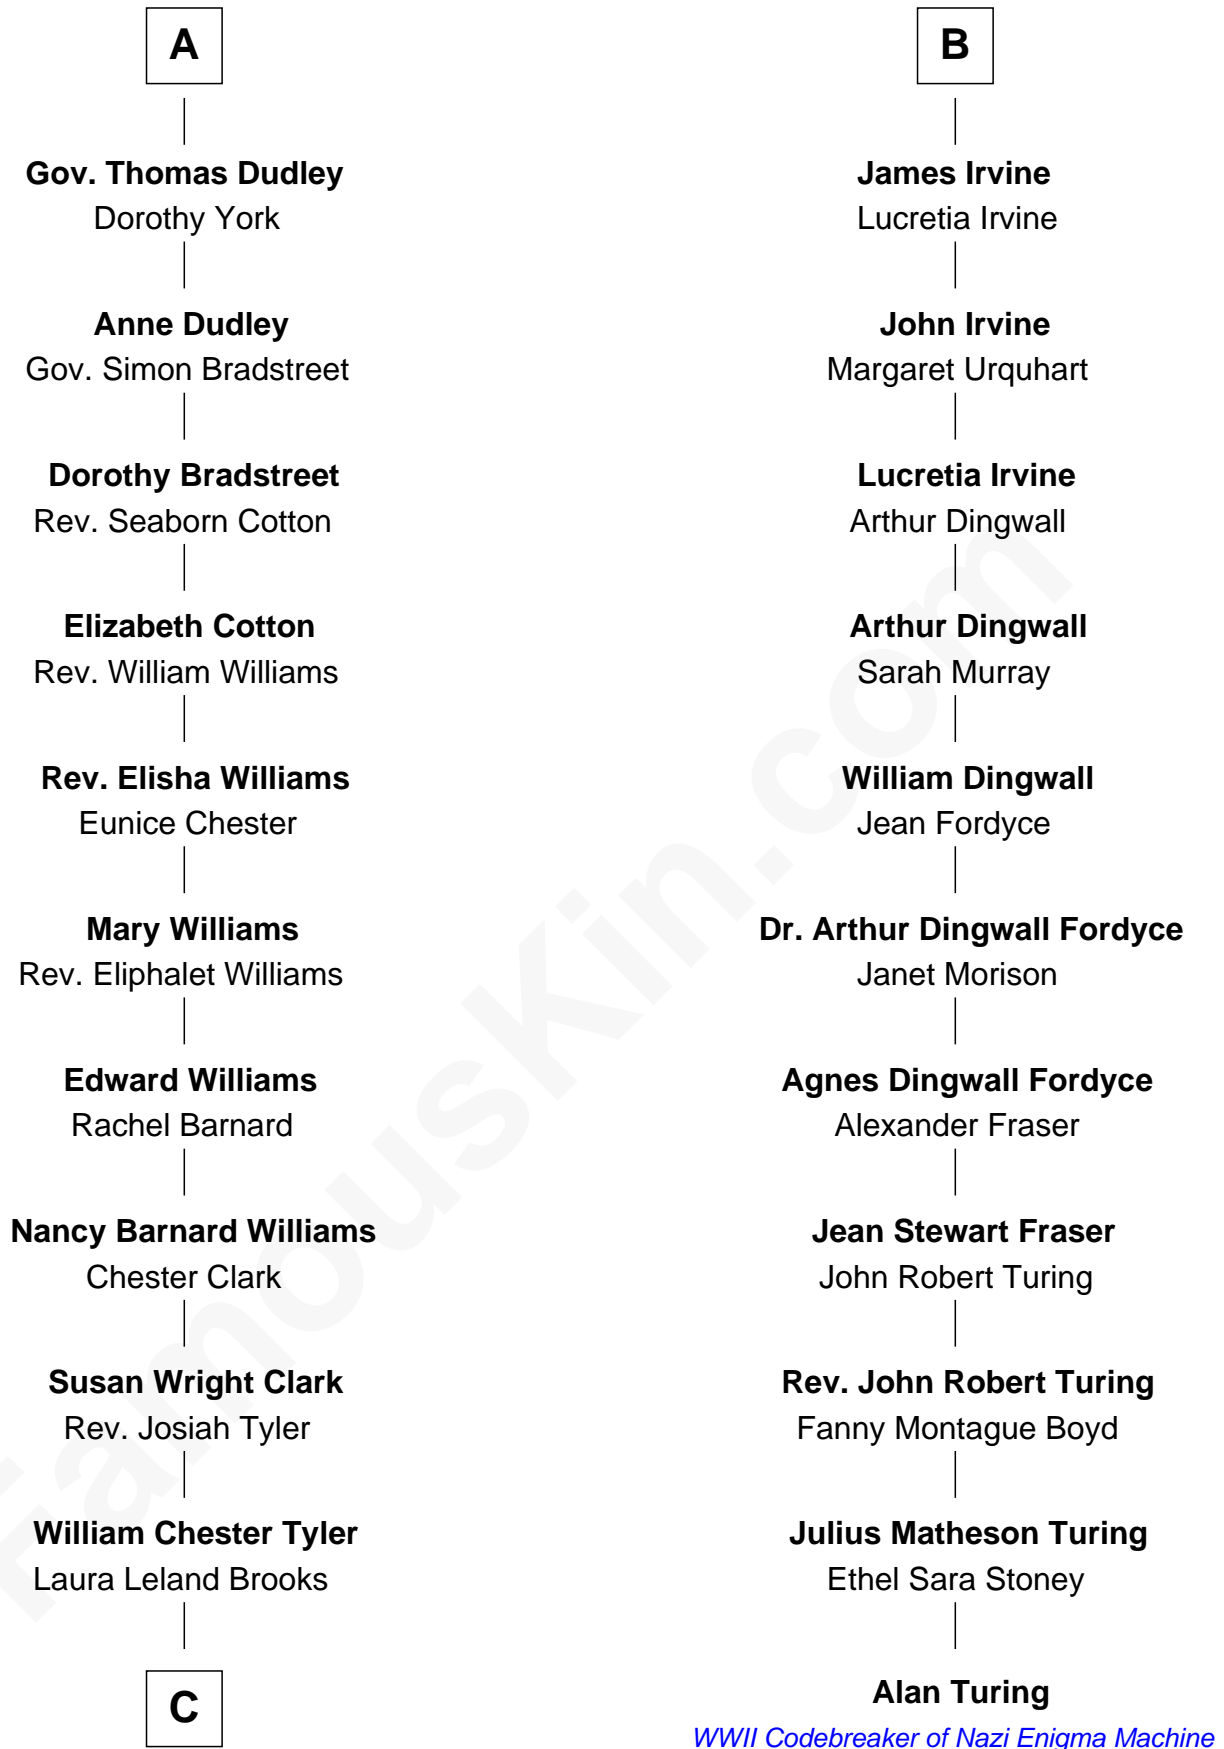 A
Gov. Thomas Dudley
Dorothy York
Anne Dudley
Gov. Simon Bradstreet
Dorothy Bradstreet
Rev. Seaborn Cotton
Elizabeth Cotton
Rev. William Williams
Rev. Elisha Williams
Eunice Chester
Mary Williams
Rev. Eliphalet Williams
Edward Williams
Rachel Barnard
Nancy Barnard Williams
Chester Clark
Susan Wright Clark
Rev. Josiah Tyler
William Chester Tyler
Laura Leland Brooks
C
B
James Irvine
Lucretia Irvine
John Irvine
Margaret Urquhart
Lucretia Irvine
Arthur Dingwall
Arthur Dingwall
Sarah Murray
William Dingwall
Jean Fordyce
Dr. Arthur Dingwall Fordyce
Janet Morison
Agnes Dingwall Fordyce
Alexander Fraser
Jean Stewart Fraser
John Robert Turing
Rev. John Robert Turing
Fanny Montague Boyd
Julius Matheson Turing
Ethel Sara Stoney
Alan Turing
WWII Codebreaker of Nazi Enigma Machine
FamousKin.com